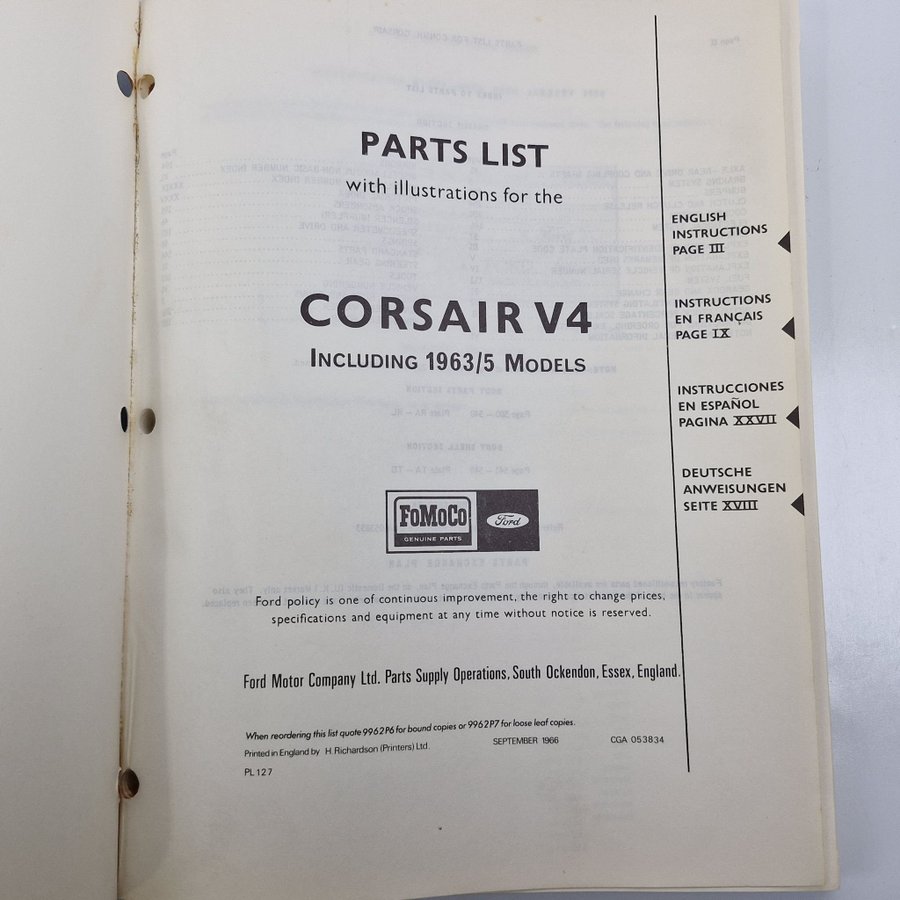 PARTS LIST
with illustrations for the
CORSAIR V4
INCLUDING 1963/5 MODELS
ENGLISH
INSTRUCTIONS
PAGE III
INSTRUCTIONS
EN FRANÇAIS
PAGE IX
INSTRUCCIONES
EN ESPAÑOL
PAGINA XXVII
DEUTSCHE
ANWEISUNGEN
SEITE XVIII
FoMoCo
GENUINE PARTS
Ford
Ford policy is one of continuous improvement, the right to change prices,
specifications and equipment at any time without notice is reserved.
Ford Motor Company Ltd. Parts Supply Operations, South Ockendon, Essex, England.
When reordering this list quote 9962P6 for bound copies or 9962P7 for loose leaf copies.
Printed in England by H. Richardson (Printers) Ltd. SEPTEMBER 1966 CGA 053834
PL 127